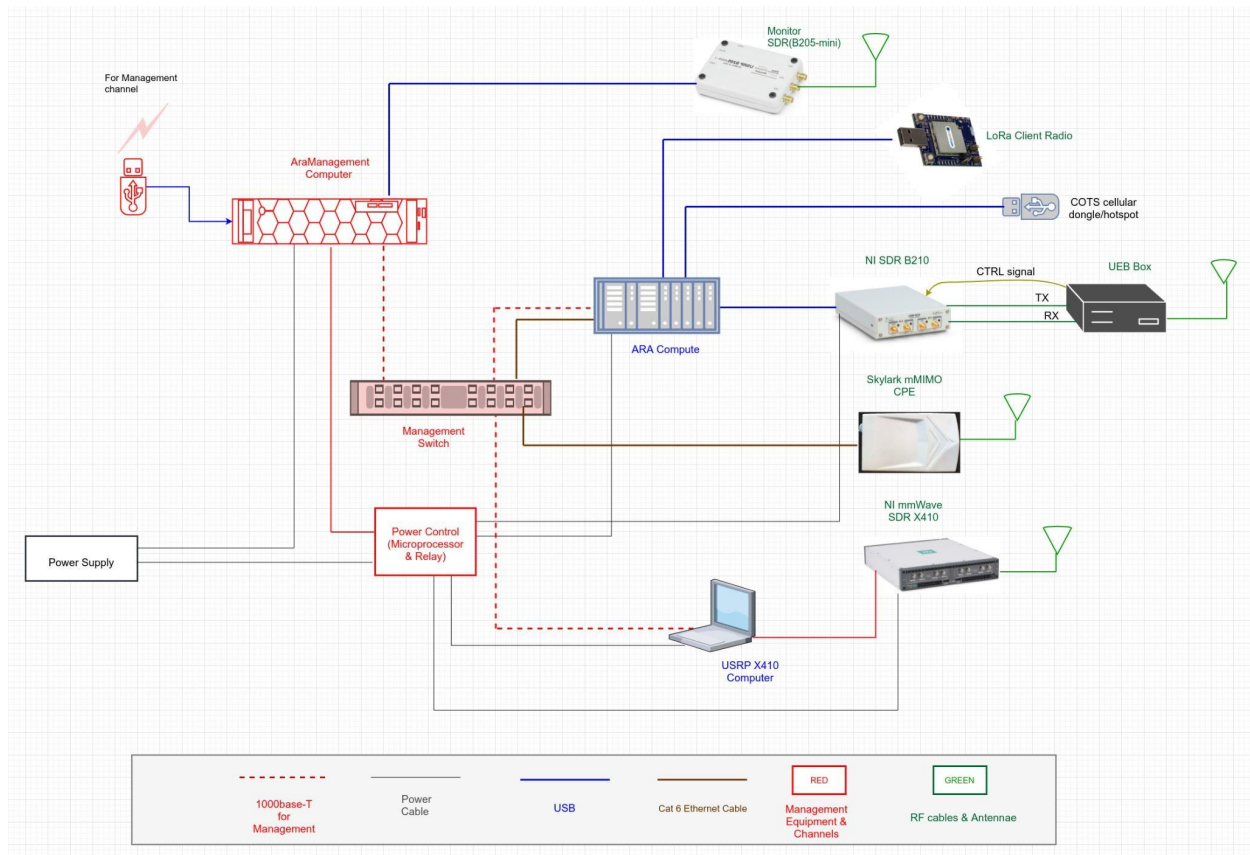 Monitor
SDR(B205-mini)
For Management
channel
LoRa Client Radio
AraManagement
Computer
COTS cellular
dongle/hotspot
NI SDR B210
CTRL signal
UEB Box
TX
RX
ARA Compute
Skylark mMIMO
CPE
Management
Switch
NI mmWave
SDR X410
Power Control
(Microprocessor
& Relay)
Power Supply
USRP X410
Computer
1000base-T
for
Management
Power
Cable
USB
Cat 6 Ethernet Cable
RED
Management
Equipment &
Channels
GREEN
RF cables & Antennae